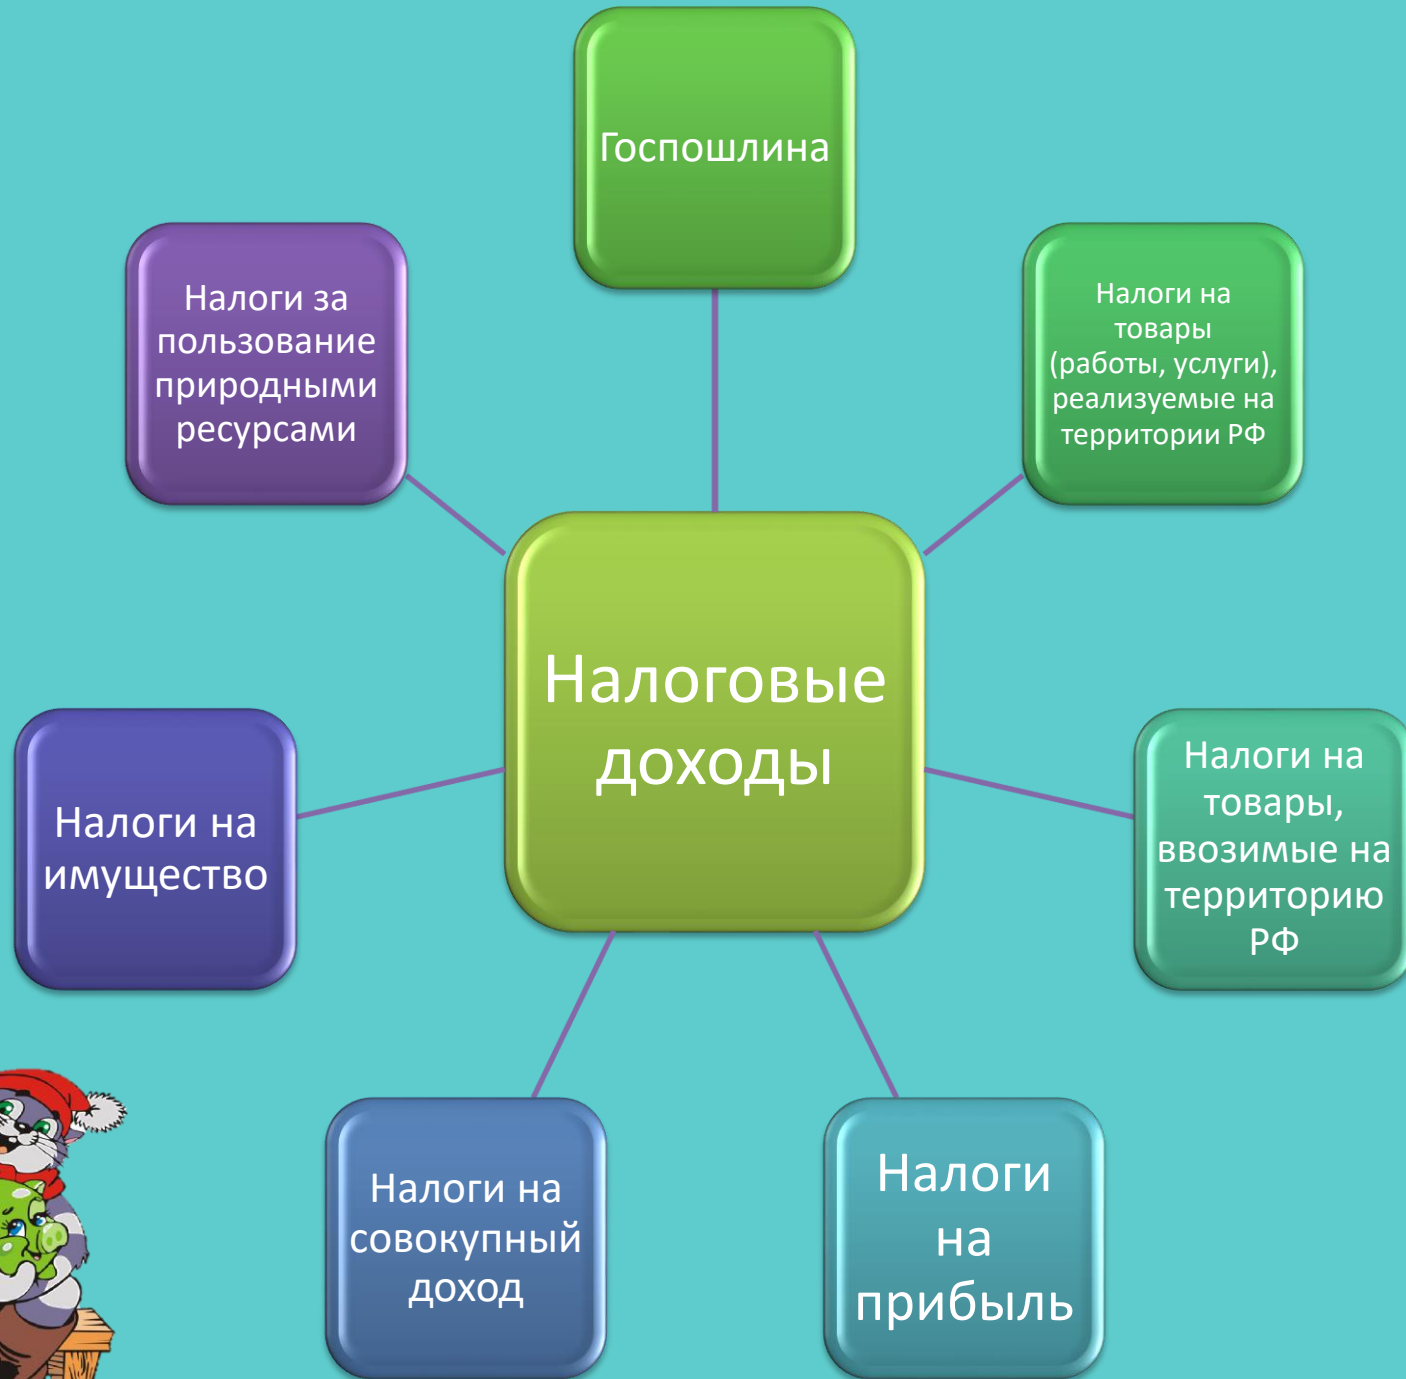 Госпошлина
Налоги за
пользование
природными
ресурсами
Налоги на
товары
(работы, услуги),
реализуемые на
территории РФ
Налоговые
доходы
Налоги на
имущество
Налоги на
товары,
ввозимые на
территорию
РФ
Налоги на
совокупный
доход
Налоги
на
прибыль